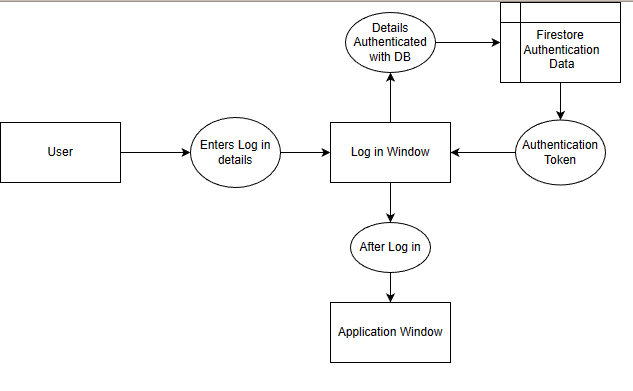 Details
Authenticated
with DB
Firestore
Authentication
Data
User
Enters Log in
details
Log in Window
Authentication
Token
After Log in
Application Window